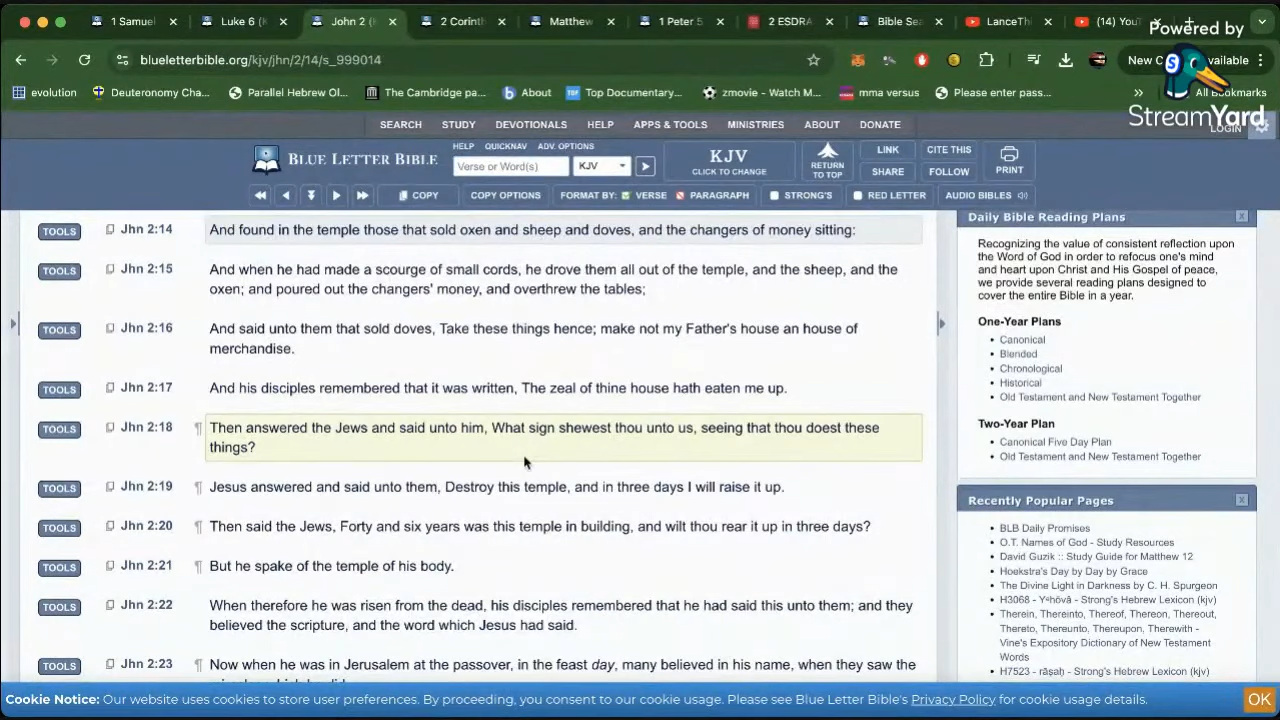 1 Samuel
Luke 6 (K
John 2 (
2 Corint
Matthew
1 Peter 5
2 ESDRA
Bible Sea
LanceThi
(14) You
Powered by
blueletterbible.org/kjv/jhn/2/14/s_999014
New C
vailable
evolution
Deuteronomy Cha...
Parallel Hebrew Ol...
The Cambridge pa...
About
Top Documentary...
zmovie - Watch M...
mma versus
Please enter pass...
»
All Bookmarks
StreamYard
SEARCH
STUDY
DEVOTIONALS
HELP
APPS & TOOLS
MINISTRIES
ABOUT
DONATE
LOGIN
BLUE LETTER BIBLE
HELP
QUICKNAV
ADV. OPTIONS
Verse or Word(s)
KJV
KJV
CLICK TO CHANGE
RETURN
TO TOP
LINK
CITE THIS
SHARE
FOLLOW
PRINT
COPY
COPY OPTIONS
FORMAT BY:
VERSE
PARAGRAPH
STRONG'S
RED LETTER
AUDIO BIBLES
TOOLS Jhn 2:14 And found in the temple those that sold oxen and sheep and doves, and the changers of money sitting:
TOOLS Jhn 2:15 And when he had made a scourge of small cords, he drove them all out of the temple, and the sheep, and the
oxen; and poured out the changers' money, and overthrew the tables;
TOOLS Jhn 2:16 And said unto them that sold doves, Take these things hence; make not my Father's house an house of
merchandise.
TOOLS Jhn 2:17 And his disciples remembered that it was written, The zeal of thine house hath eaten me up.
TOOLS Jhn 2:18 ¶ Then answered the Jews and said unto him, What sign shewest thou unto us, seeing that thou doest these
things?
TOOLS Jhn 2:19 ¶ Jesus answered and said unto them, Destroy this temple, and in three days I will raise it up.
TOOLS Jhn 2:20 ¶ Then said the Jews, Forty and six years was this temple in building, and wilt thou rear it up in three days?
TOOLS Jhn 2:21 ¶ But he spake of the temple of his body.
TOOLS Jhn 2:22 When therefore he was risen from the dead, his disciples remembered that he had said this unto them; and they
believed the scripture, and the word which Jesus had said.
TOOLS Jhn 2:23 ¶ Now when he was in Jerusalem at the passover, in the feast day, many believed in his name, when they saw the
Daily Bible Reading Plans
Recognizing the value of consistent reflection upon
the Word of God in order to refocus one's mind
and heart upon Christ and His Gospel of peace,
we provide several reading plans designed to
cover the entire Bible in a year.
One-Year Plans
Canonical
Blended
Chronological
Historical
Old Testament and New Testament Together
Two-Year Plan
Canonical Five Day Plan
Old Testament and New Testament Together
Recently Popular Pages
BLB Daily Promises
O.T. Names of God - Study Resources
David Guzik :: Study Guide for Matthew 12
Hoekstra's Day by Day by Grace
The Divine Light in Darkness by C. H. Spurgeon
H3068 - Yᵊhōvâ - Strong's Hebrew Lexicon (kjv)
Therein, Thereinto, Thereof, Thereon, Thereout,
Thereto, Thereunto, Thereupon, Therewith -
Vine's Expository Dictionary of New Testament
Words
H7523 - rāṣaḥ - Strong's Hebrew Lexicon (kjv)
Cookie Notice: Our website uses cookies to store user preferences. By proceeding, you consent to our cookie usage. Please see Blue Letter Bible's Privacy Policy for cookie usage details.
OK